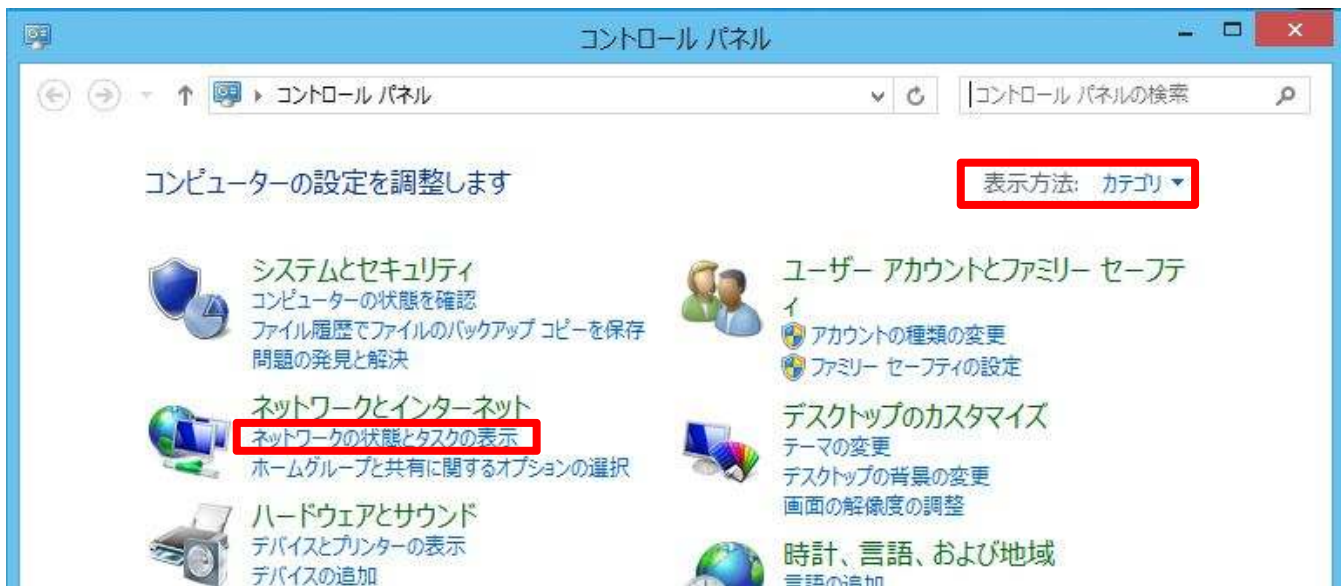 コントロール パネル
コントロール パネル
コントロール パネルの検索
コンピューターの設定を調整します
表示方法: カテゴリ
システムとセキュリティ
コンピューターの状態を確認
ファイル履歴でファイルのバックアップ コピーを保存
問題の発見と解決
ネットワークとインターネット
ネットワークの状態とタスクの表示
ホームグループと共有に関するオプションの選択
ハードウェアとサウンド
デバイスとプリンターの表示
デバイスの追加
ユーザー アカウントとファミリー セーフテ
ィ
アカウントの種類の変更
ファミリー セーフティの設定
デスクトップのカスタマイズ
テーマの変更
デスクトップの背景の変更
画面の解像度の調整
時計、言語、および地域
言語の追加